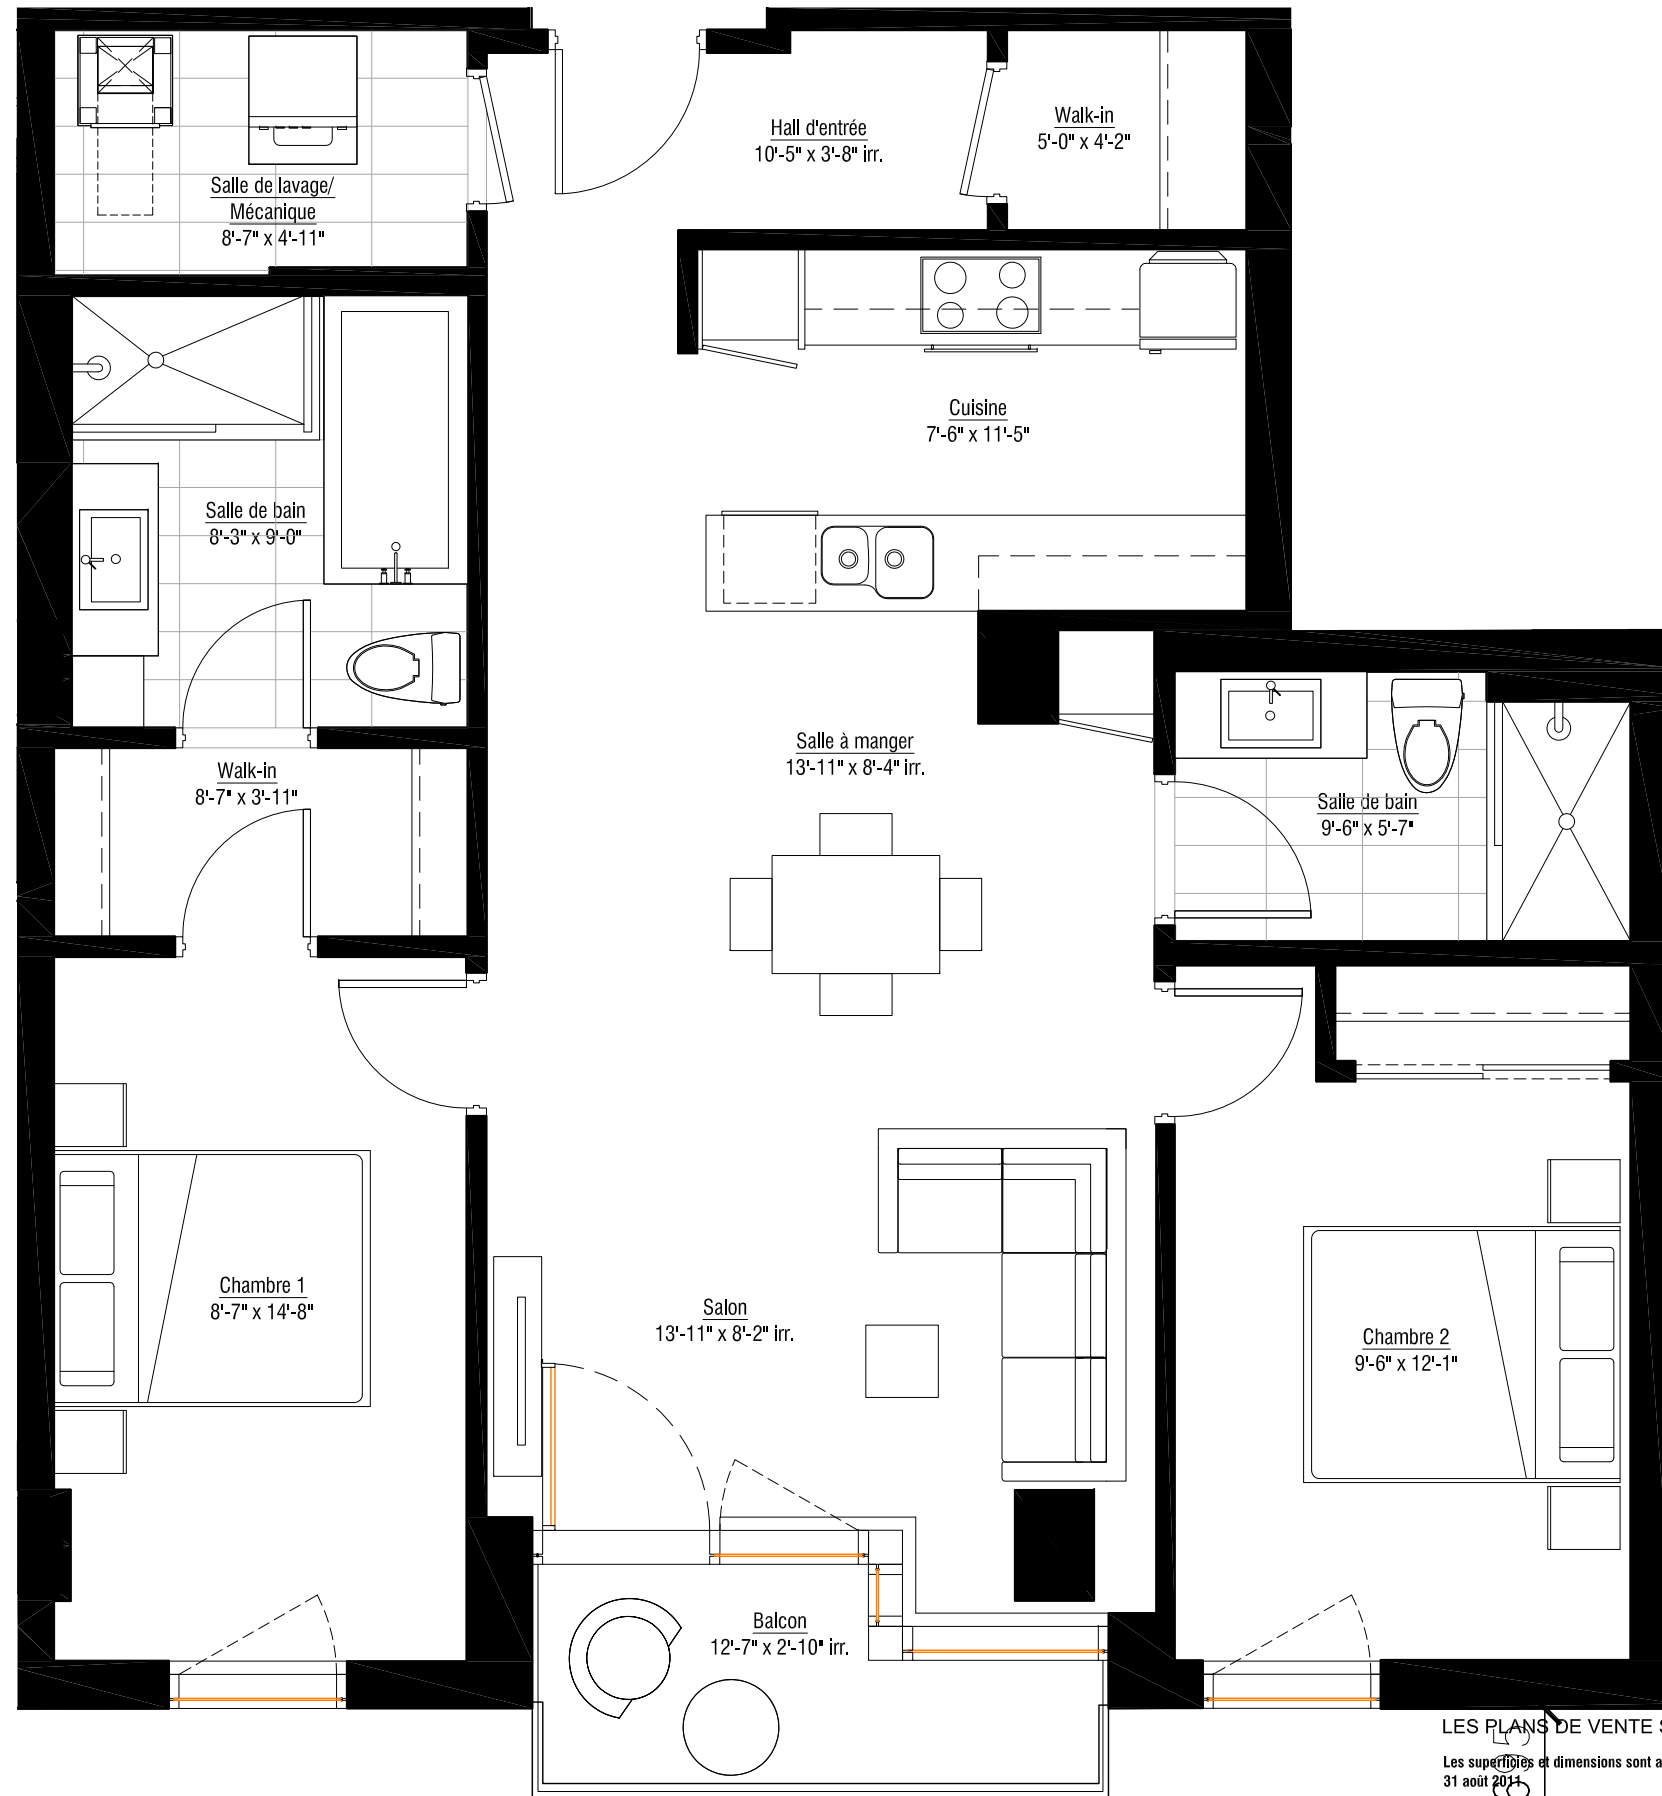 Hall d'entrée
10'-5" x 3'-8" irr.
Walk-in
5'-0" x 4'-2"
Salle de lavage/
Mécanique
8'-7" x 4'-11"
Cuisine
7'-6" x 11'-5"
Salle de bain
8'-3" x 9'-0"
Salle à manger
13'-11" x 8'-4" irr.
Walk-in
8'-7" x 3'-11"
Salle de bain
9'-6" x 5'-7"
Chambre 1
8'-7" x 14'-8"
Salon
13'-11" x 8'-2" irr.
Chambre 2
9'-6" x 12'-1"
Balcon
12'-7" x 2'-10" irr.
LES PLANS DE VENTE S
Les superficies et dimensions sont a
31 août 2011